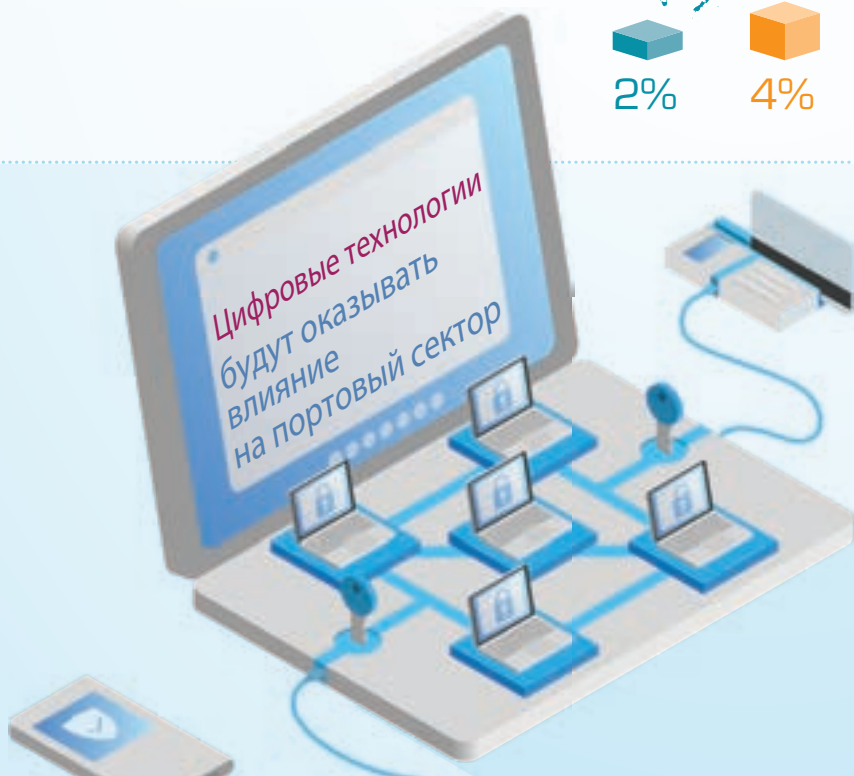 2% 4%
Цифровые технологии
будут оказывать
влияние
на портовый сектор